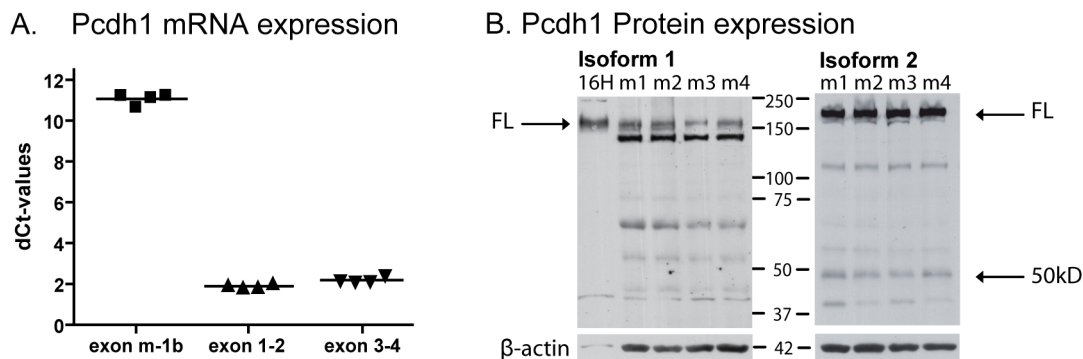 A. Pcdh1 mRNA expression
12
10
8
6
4
2
0
dCt-values
exon m-1b exon 1-2 exon 3-4
B. Pcdh1 Protein expression
Isoform 1
16H m1 m2 m3 m4
Isoform 2
m1 m2 m3 m4
FL
250
150
100
75
50
37
42
FL
50kD
β-actin